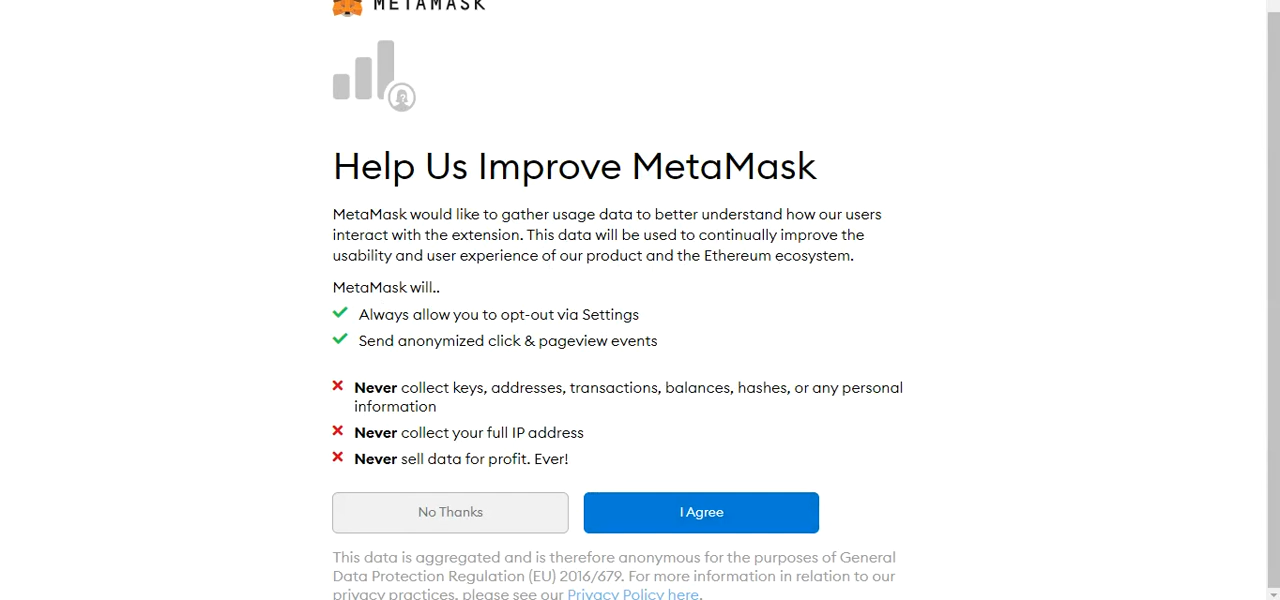 METAMASK
Help Us Improve MetaMask
MetaMask would like to gather usage data to better understand how our users
interact with the extension. This data will be used to continually improve the
usability and user experience of our product and the Ethereum ecosystem.
MetaMask will..
Always allow you to opt-out via Settings
Send anonymized click & pageview events
Never collect keys, addresses, transactions, balances, hashes, or any personal
information
Never collect your full IP address
Never sell data for profit. Ever!
No Thanks
I Agree
This data is aggregated and is therefore anonymous for the purposes of General
Data Protection Regulation (EU) 2016/679. For more information in relation to our
privacy practices, please see our Privacy Policy here.